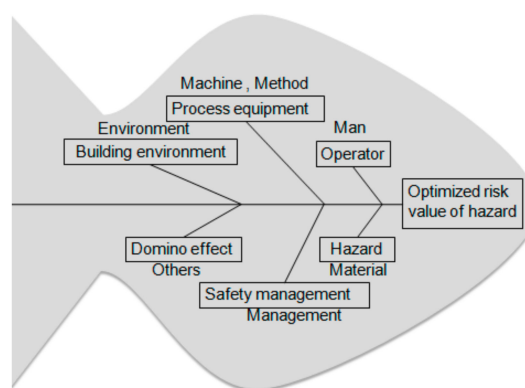 Machine , Method
Process equipment
Environment
Building environment
Man
Operator
Optimized risk
value of hazard
Domino effect
Others
Hazard
Material
Safety management
Management